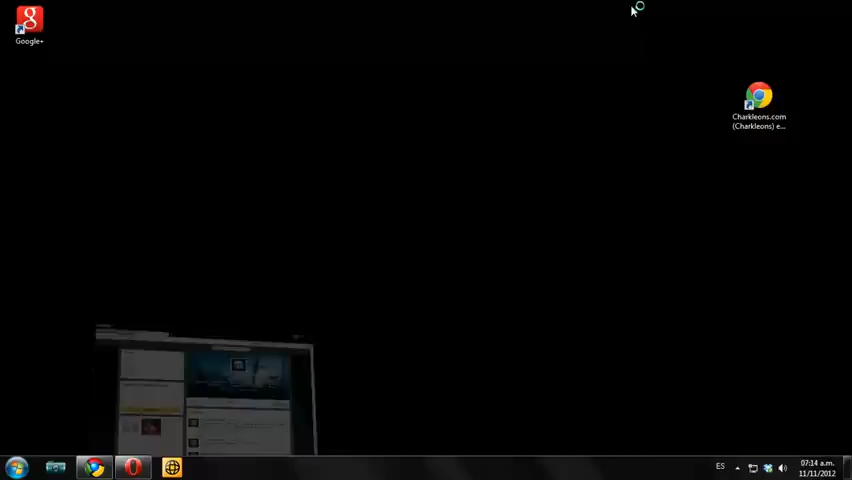 Google+
Charkleons.com
(Charkleons) e...
ES
07:14 a.m.
11/11/2012